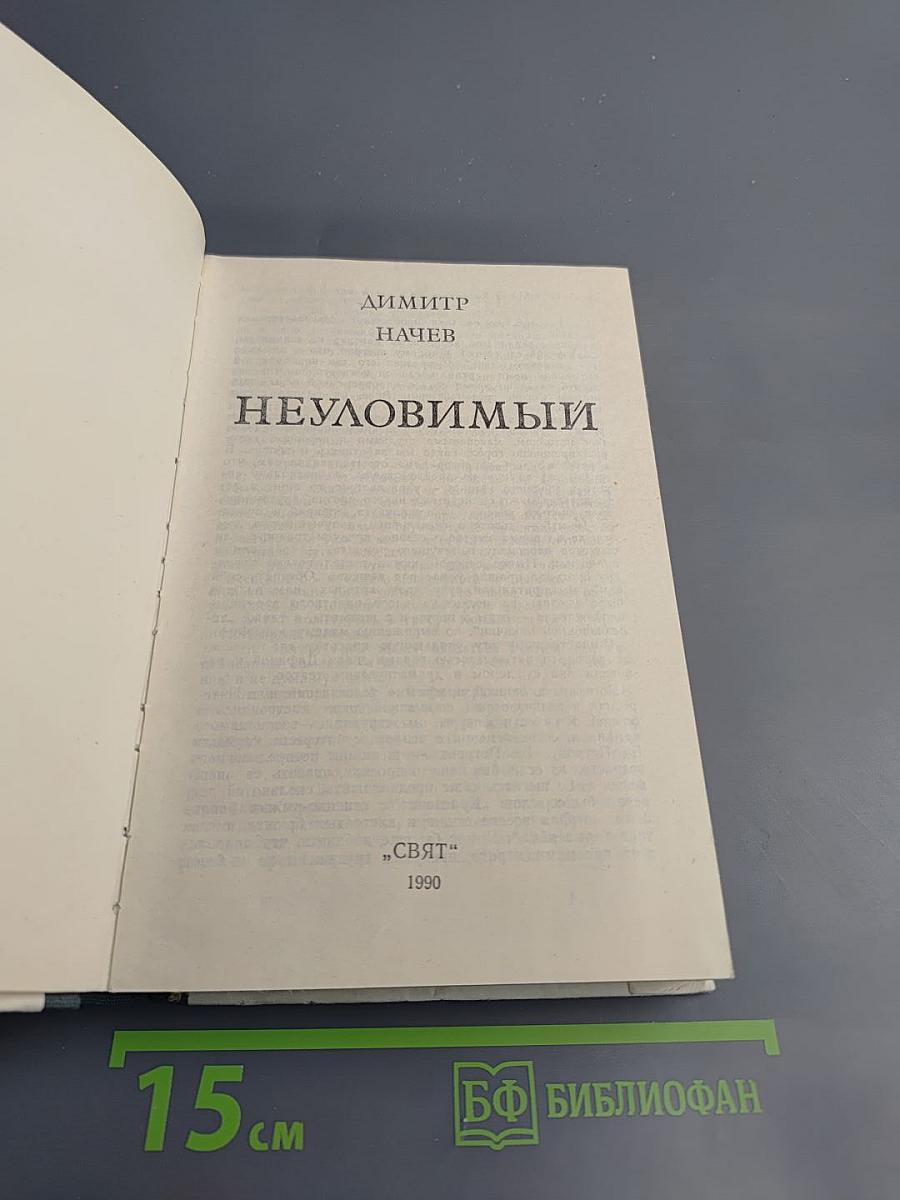 ДИМИТР
НАЧЕВ
НЕУЛОВИМЫЙ
„СВЯТ“
1990
15 см
БФ БИБЛИОФАН